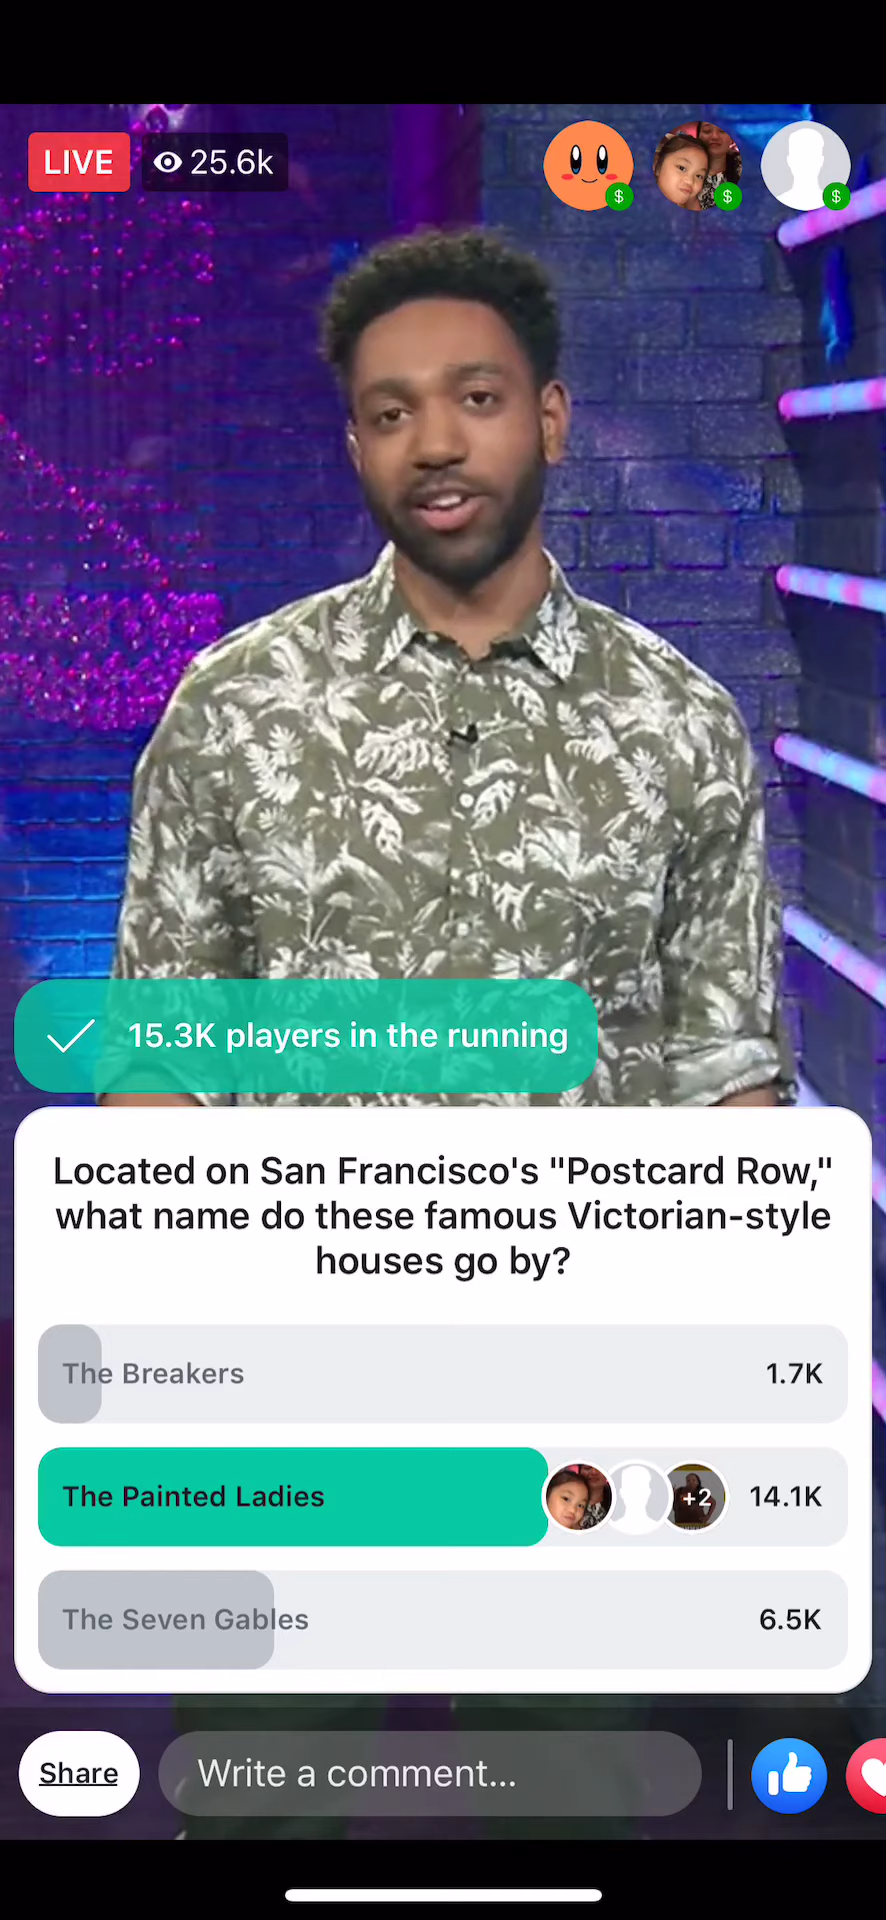 LIVE 25.6k
$ $ $
15.3K players in the running
Located on San Francisco's "Postcard Row,"
what name do these famous Victorian-style
houses go by?
The Breakers 1.7K
The Painted Ladies +2 14.1K
The Seven Gables 6.5K
Share Write a comment...